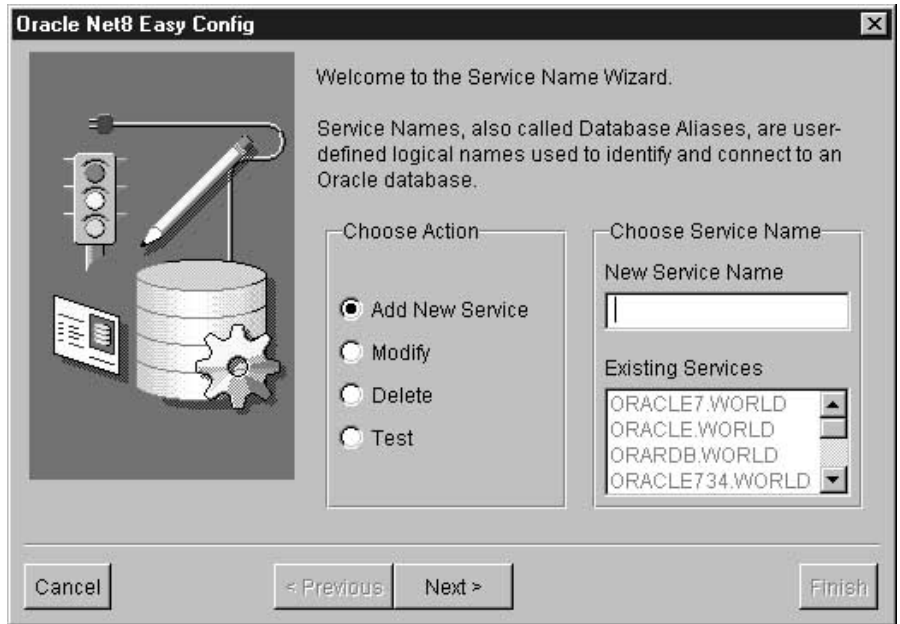 Oracle Net8 Easy Config
Welcome to the Service Name Wizard.
Service Names, also called Database Aliases, are user-
defined logical names used to identify and connect to an
Oracle database.
Choose Action
Add New Service
Modify
Delete
Test
Choose Service Name
New Service Name
Existing Services
ORACLE7.WORLD
ORACLE.WORLD
ORARDB.WORLD
ORACLE734.WORLD
Cancel
< Previous
Next >
Finish